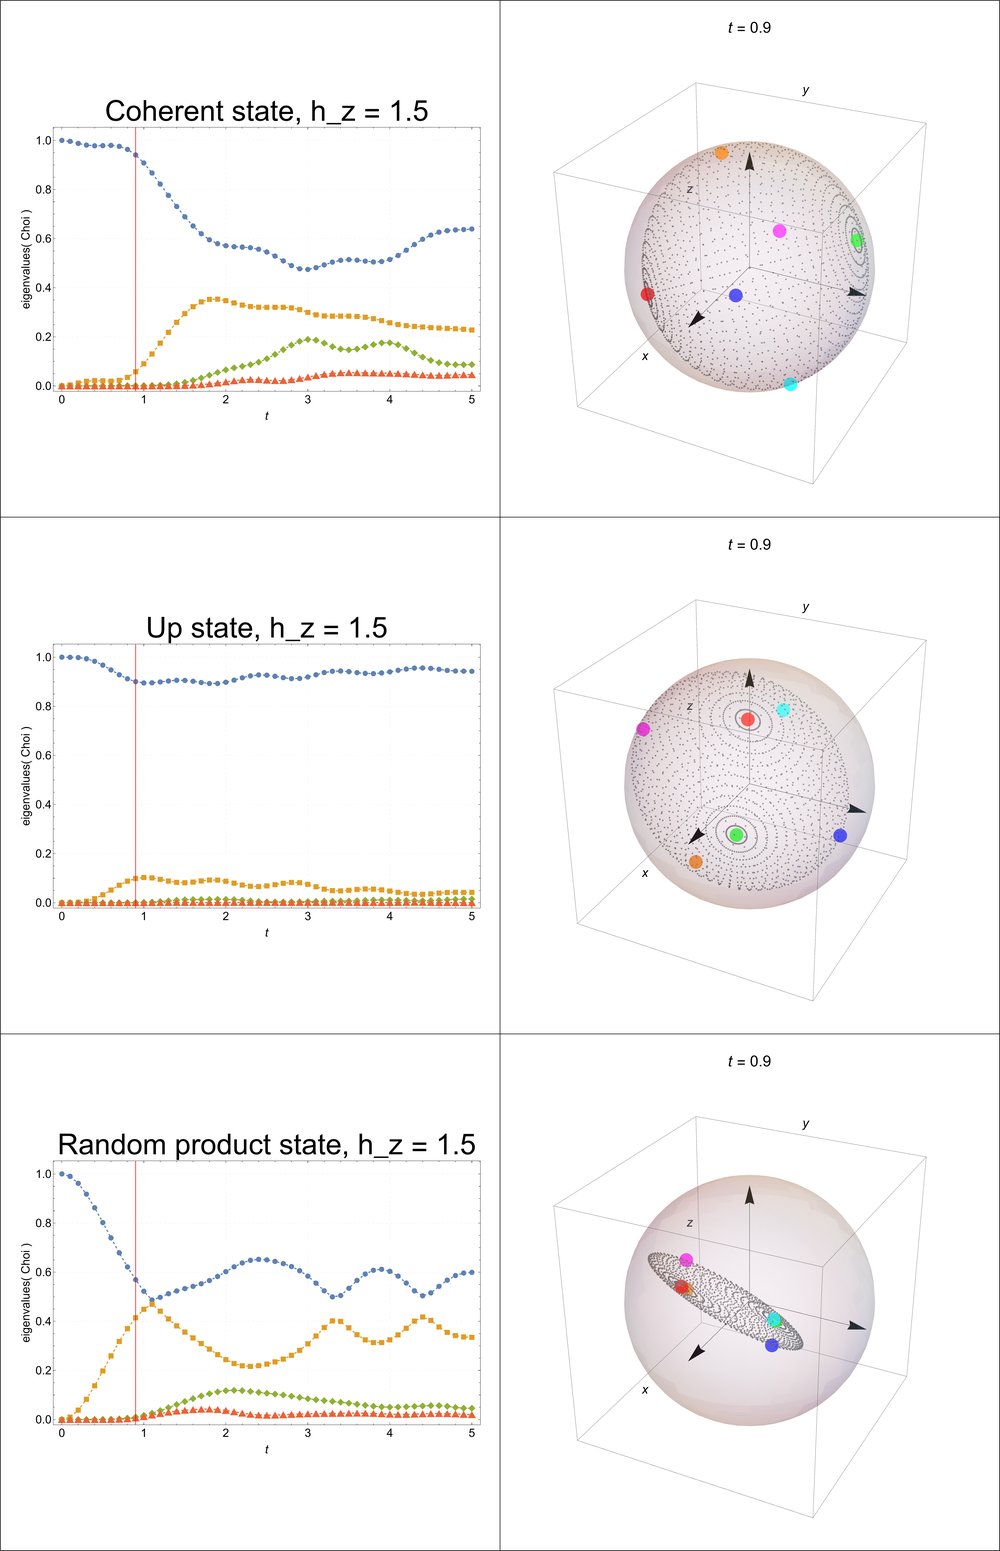 t = 0.9
Coherent state, h_z = 1.5
eigenvalues( Choi )
1.0
0.8
0.6
0.4
0.2
0.0
0 1 2 3 4 5
t
y
z
x
t = 0.9
Up state, h_z = 1.5
eigenvalues( Choi )
1.0
0.8
0.6
0.4
0.2
0.0
0 1 2 3 4 5
t
y
z
x
t = 0.9
Random product state, h_z = 1.5
eigenvalues( Choi )
1.0
0.8
0.6
0.4
0.2
0.0
0 1 2 3 4 5
t
y
z
x